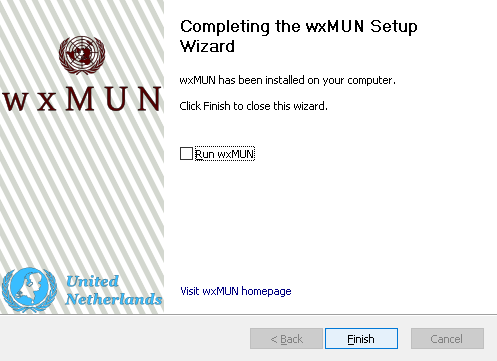 Completing the wxMUN Setup
Wizard
wxMUN has been installed on your computer.
Click Finish to close this wizard.
Run wxMUN
Visit wxMUN homepage
wxMUN
United
Netherlands
< Back
Finish
Cancel